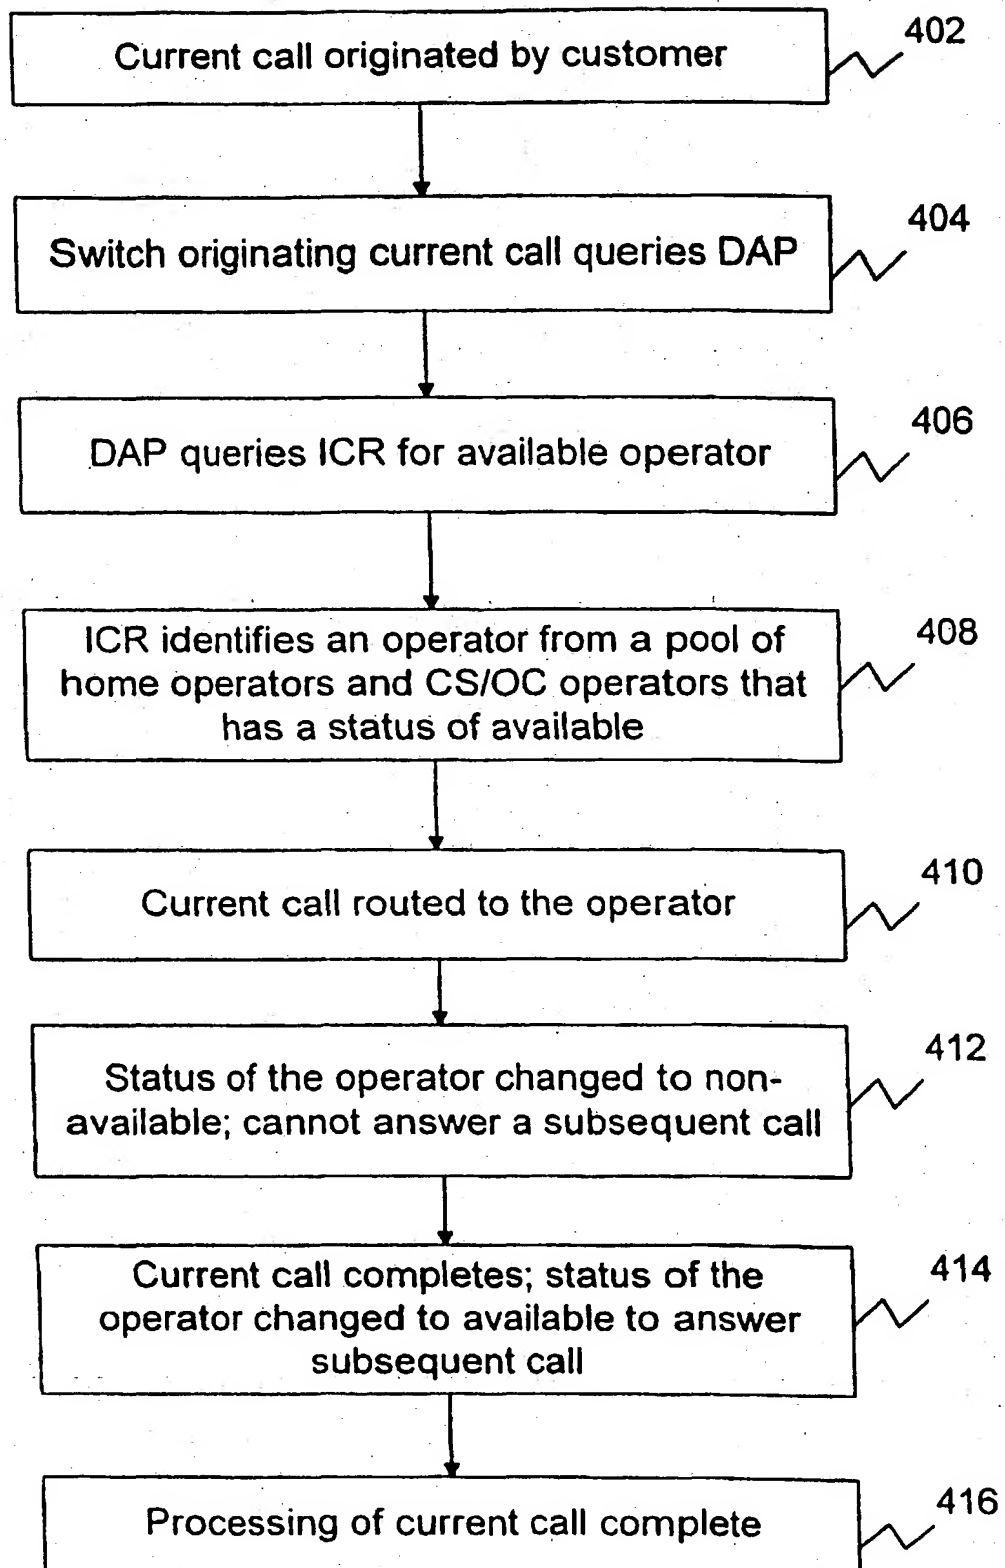 Current call originated by customer
402
Switch originating current call queries DAP
404
DAP queries ICR for available operator
406
ICR identifies an operator from a pool of
home operators and CS/OC operators that
has a status of available
408
Current call routed to the operator
410
Status of the operator changed to non-
available; cannot answer a subsequent call
412
Current call completes; status of the
operator changed to available to answer
subsequent call
414
Processing of current call complete
416